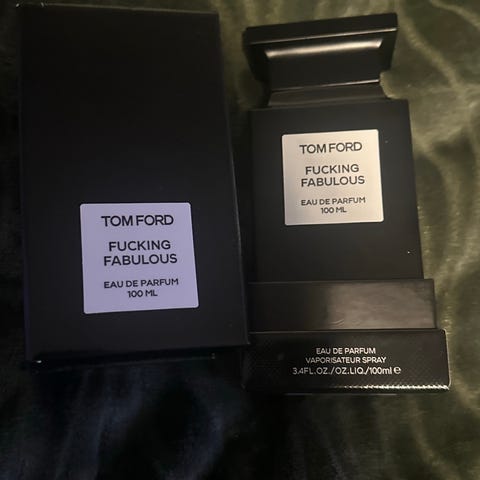 TOM FORD
FUCKING
FABULOUS
EAU DE PARFUM
100 ML
TOM FORD
FUCKING
FABULOUS
EAU DE PARFUM
100 ML
EAU DE PARFUM
VAPORISATEUR SPRAY
3.4FL.OZ./OZ.LIQ./100ml ℮